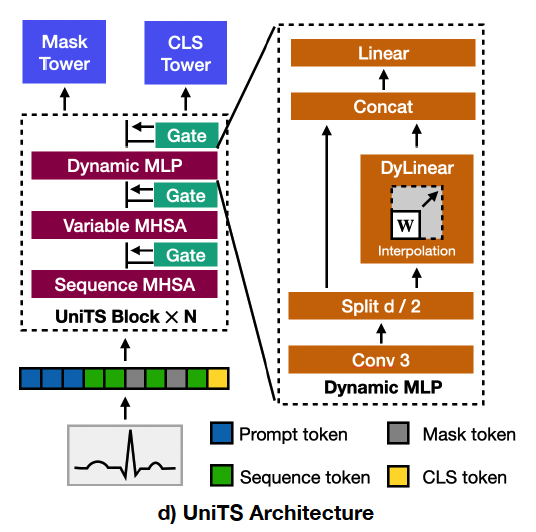 Mask
Tower
CLS
Tower
Gate
Dynamic MLP
Gate
Variable MHSA
Gate
Sequence MHSA
UniTS Block × N
Linear
Concat
DyLinear
W
Interpolation
Split d / 2
Conv 3
Dynamic MLP
Prompt token
Mask token
Sequence token
CLS token
d) UniTS Architecture